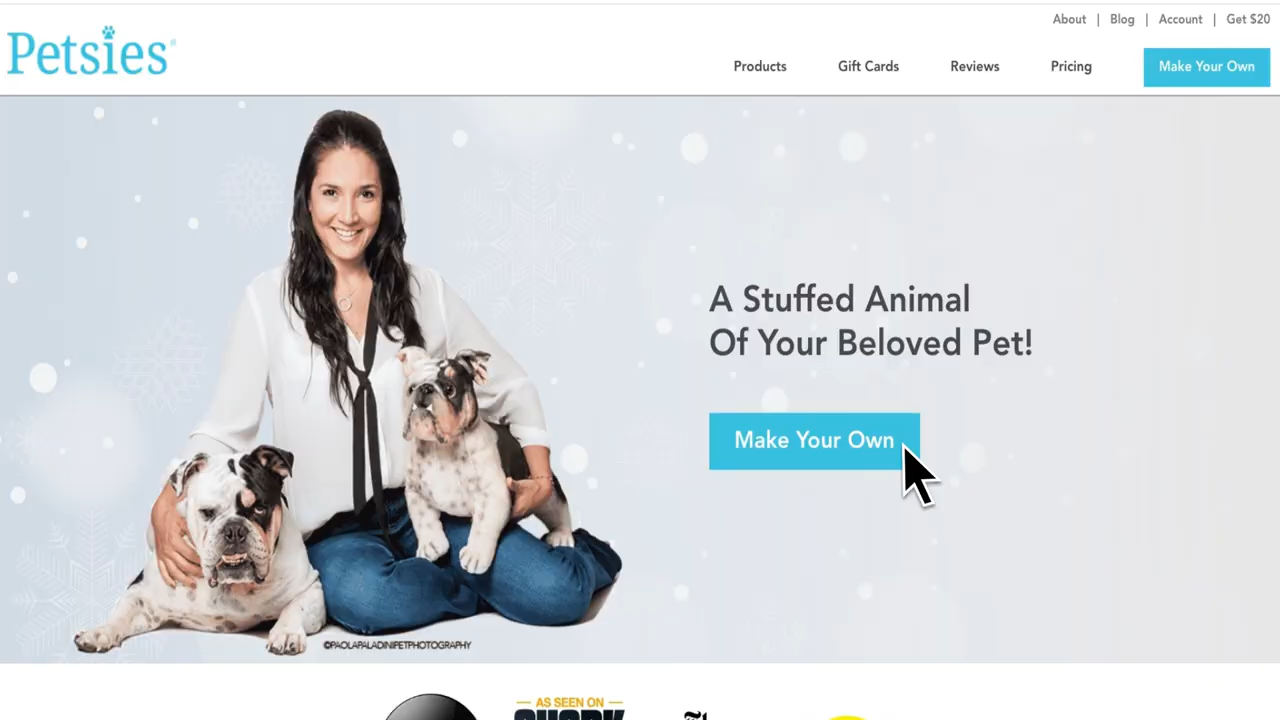 About | Blog | Account | Get $20
Petsies
Products Gift Cards Reviews Pricing Make Your Own
A Stuffed Animal
Of Your Beloved Pet!
Make Your Own
©PAOLAPALADINIPETPHOTOGRAPHY
AS SEEN ON
SHARK